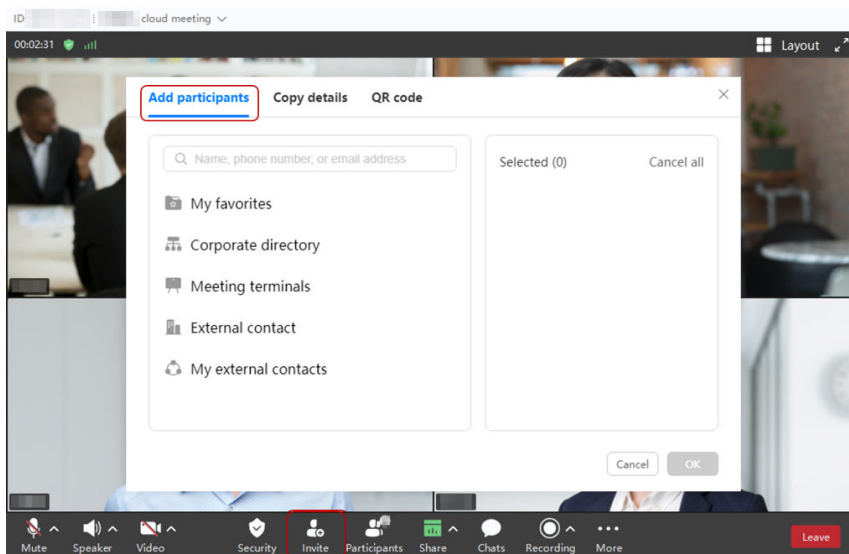 ID
cloud meeting
00:02:31
Layout
Add participants Copy details QR code
Name, phone number, or email address
Selected (0) Cancel all
My favorites
Corporate directory
Meeting terminals
External contact
My external contacts
Cancel OK
Mute Speaker Video Security Invite Participants Share Chats Recording More Leave